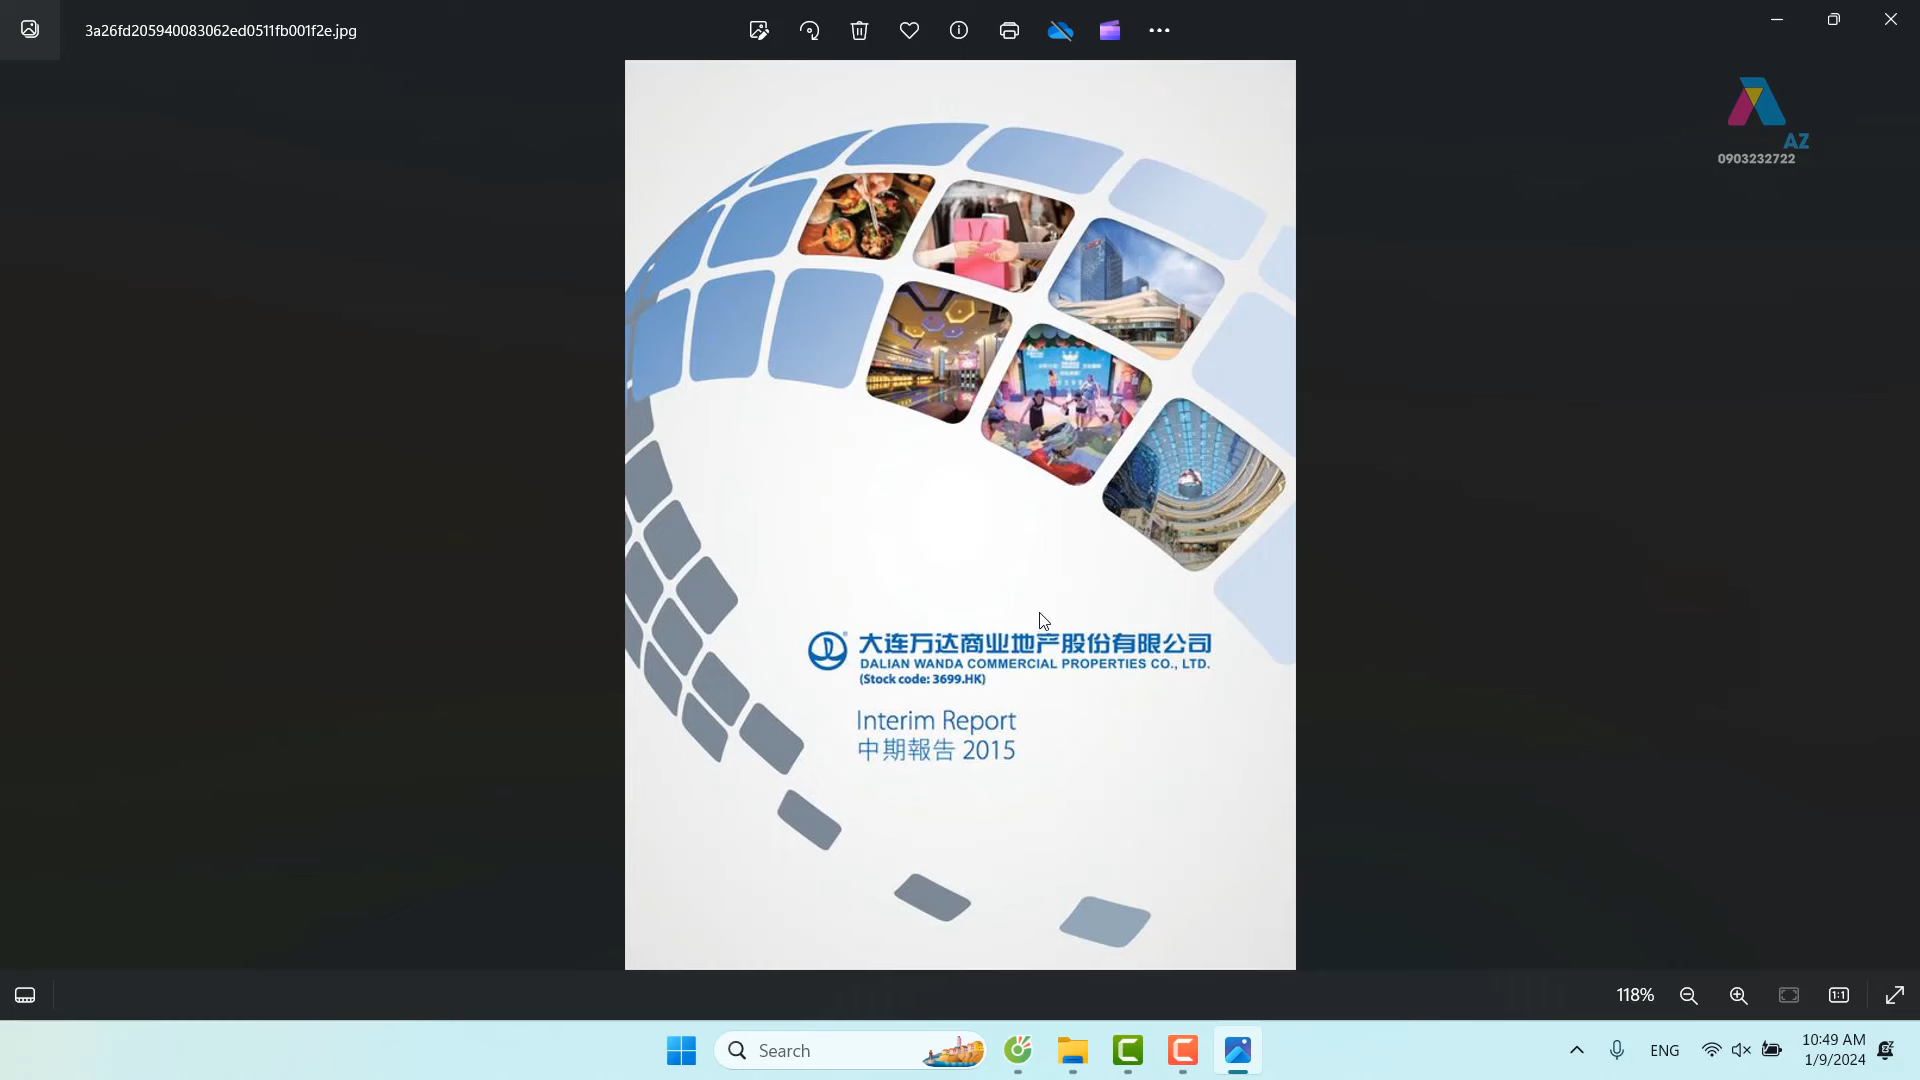 3a26fd205940083062ed0511fb001f2e.jpg
AZ
0903232722
大连万达商业地产股份有限公司
DALIAN WANDA COMMERCIAL PROPERTIES CO., LTD.
(Stock code: 3699.HK)
Interim Report
中期報告 2015
118%
1:1
Search
ENG
10:49 AM
1/9/2024